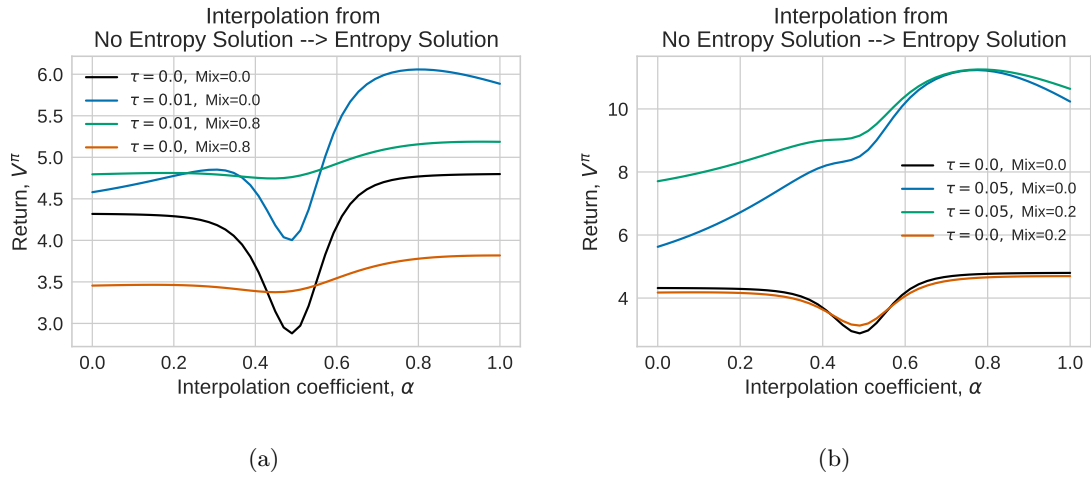 Interpolation from
No Entropy Solution --> Entropy Solution
τ = 0.0, Mix=0.0
τ = 0.01, Mix=0.0
τ = 0.01, Mix=0.8
τ = 0.0, Mix=0.8
Return, V^π
6.0
5.5
5.0
4.5
4.0
3.5
3.0
0.0 0.2 0.4 0.6 0.8 1.0
Interpolation coefficient, α
(a)
Interpolation from
No Entropy Solution --> Entropy Solution
τ = 0.0, Mix=0.0
τ = 0.05, Mix=0.0
τ = 0.05, Mix=0.2
τ = 0.0, Mix=0.2
Return, V^π
10
8
6
4
0.0 0.2 0.4 0.6 0.8 1.0
Interpolation coefficient, α
(b)